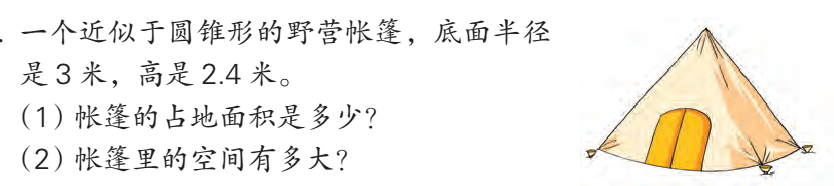 . 一个近似于圆锥形的野营帐篷，底面半径
是 3 米，高是 2.4 米。
（1）帐篷的占地面积是多少？
（2）帐篷里的空间有多大？